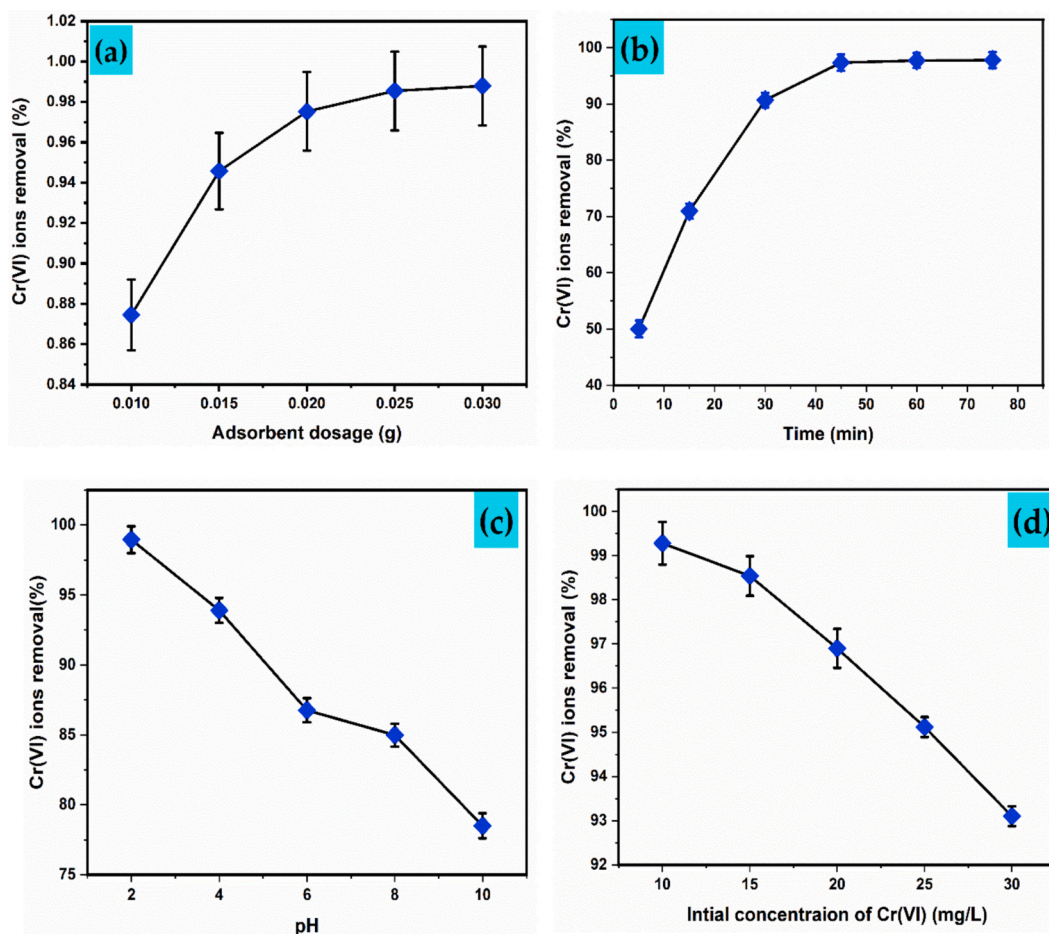 (a)
Cr(VI) ions removal (%)
1.02
1.00
0.98
0.96
0.94
0.92
0.90
0.88
0.86
0.84
0.010 0.015 0.020 0.025 0.030
Adsorbent dosage (g)
(b)
Cr(VI) ions removal (%)
100
90
80
70
60
50
40
0 10 20 30 40 50 60 70 80
Time (min)
(c)
Cr(VI) ions removal(%)
100
95
90
85
80
75
2 4 6 8 10
pH
(d)
Cr(VI) ions removal (%)
100
99
98
97
96
95
94
93
92
10 15 20 25 30
Intial concentraion of Cr(VI) (mg/L)